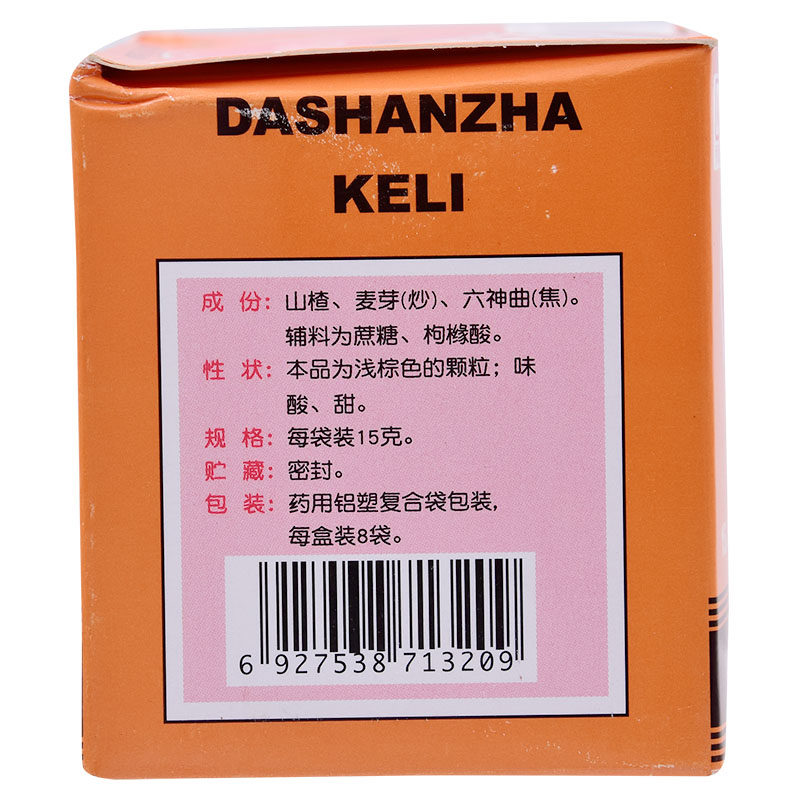 DASHANZHA
KELI
成 份：山楂、麦芽(炒)、六神曲(焦)。
辅料为蔗糖、枸橼酸。
性 状：本品为浅棕色的颗粒；味
酸、甜。
规 格：每袋装15克。
贮 藏：密封。
包 装：药用铝塑复合袋包装,
每盒装8袋。
6 927538 713209